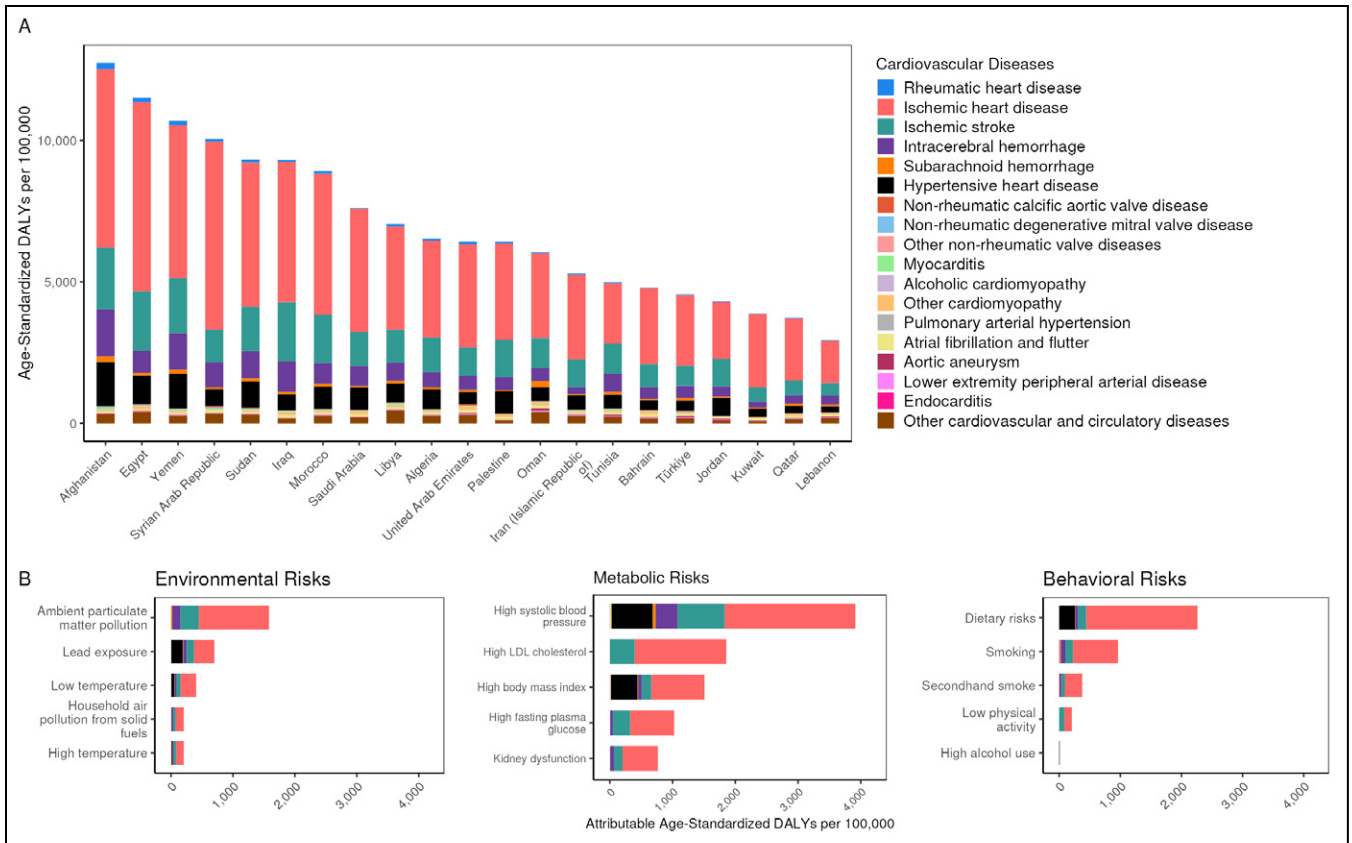 A
Age-Standardized DALYs per 100,000
10,000
5,000
0
Afghanistan
Egypt
Yemen
Syrian Arab Republic
Sudan
Iraq
Morocco
Saudi Arabia
Libya
Algeria
United Arab Emirates
Palestine
Oman
Iran (Islamic Republic
of)
Tunisia
Bahrain
Türkiye
Jordan
Kuwait
Qatar
Lebanon
Cardiovascular Diseases
Rheumatic heart disease
Ischemic heart disease
Ischemic stroke
Intracerebral hemorrhage
Subarachnoid hemorrhage
Hypertensive heart disease
Non-rheumatic calcific aortic valve disease
Non-rheumatic degenerative mitral valve disease
Other non-rheumatic valve diseases
Myocarditis
Alcoholic cardiomyopathy
Other cardiomyopathy
Pulmonary arterial hypertension
Atrial fibrillation and flutter
Aortic aneurysm
Lower extremity peripheral arterial disease
Endocarditis
Other cardiovascular and circulatory diseases
B
Environmental Risks
Ambient particulate
matter pollution
Lead exposure
Low temperature
Household air
pollution from solid
fuels
High temperature
0
1,000
2,000
3,000
4,000
Metabolic Risks
High systolic blood
pressure
High LDL cholesterol
High body mass index
High fasting plasma
glucose
Kidney dysfunction
0
1,000
2,000
3,000
4,000
Attributable Age-Standardized DALYs per 100,000
Behavioral Risks
Dietary risks
Smoking
Secondhand smoke
Low physical
activity
High alcohol use
0
1,000
2,000
3,000
4,000